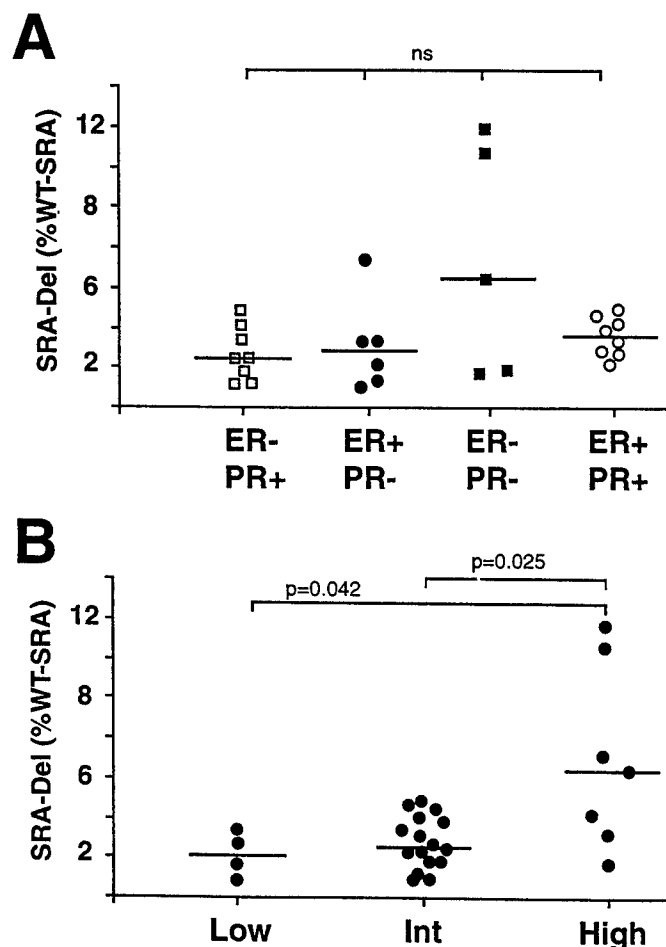 A
ns
SRA-Del (%WT-SRA)
12
8
6
2
ER- ER+ ER- ER+
PR+ PR- PR- PR+
B
p=0.025
p=0.042
SRA-Del (%WT-SRA)
12
8
6
2
Low Int High